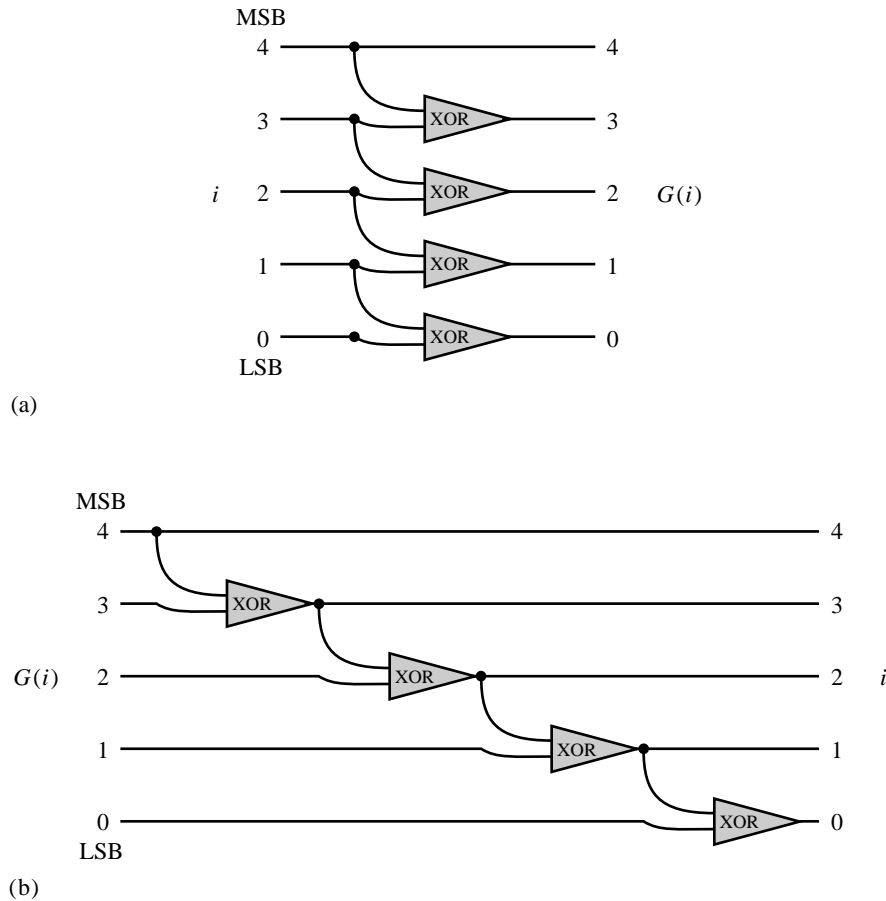 MSB
4 4
3 XOR 3
i 2 XOR 2 G(i)
1 XOR 1
0 XOR 0
LSB
(a)
MSB
4 4
3 XOR 3
G(i) 2 XOR 2 i
1 XOR 1
0 XOR 0
LSB
(b)